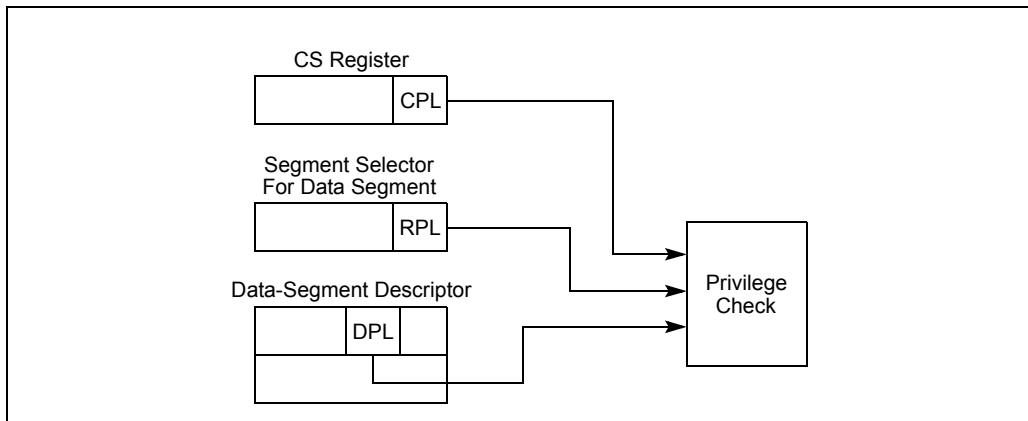 CS Register
CPL
Segment Selector
For Data Segment
RPL
Data-Segment Descriptor
DPL
Privilege
Check